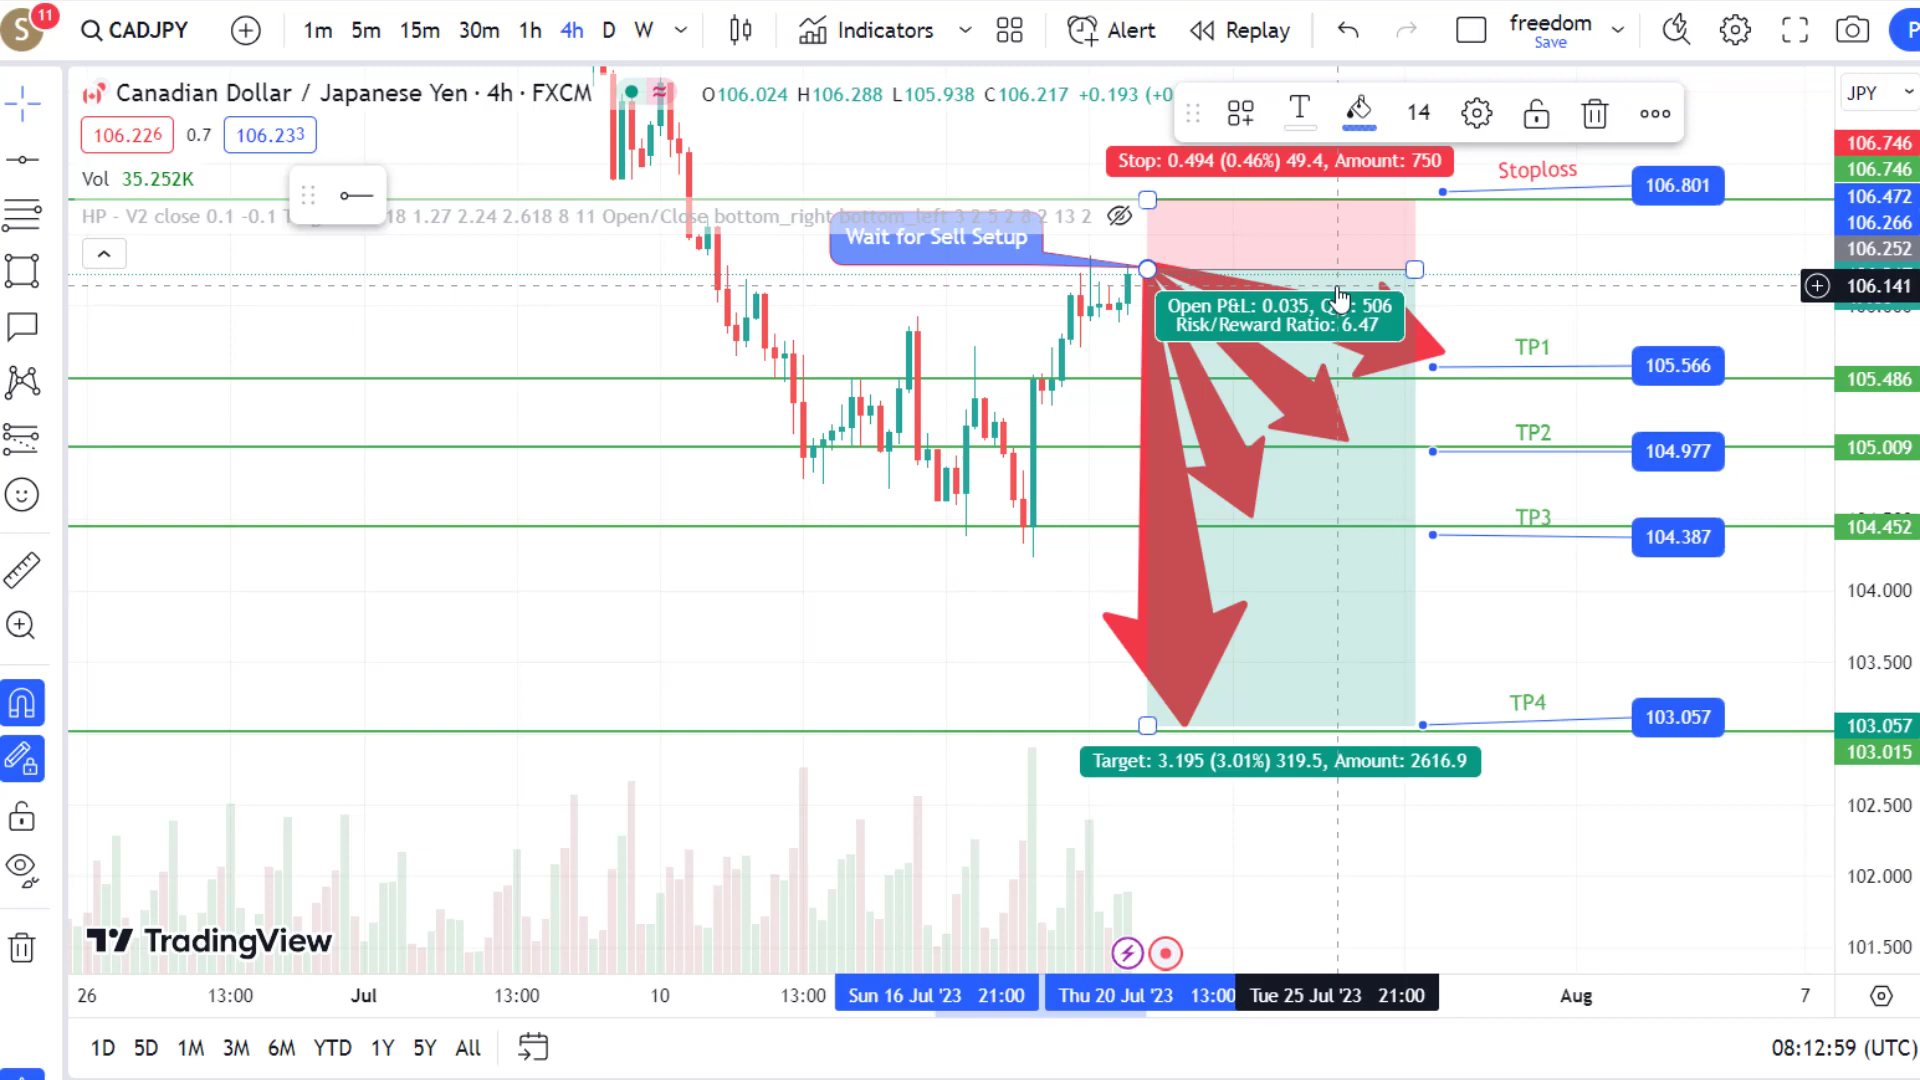 S
11
CADJPY
1m 5m 15m 30m 1h 4h D W
Indicators
Alert
Replay
freedom
Save
P
Canadian Dollar / Japanese Yen · 4h · FXCM
O106.024 H106.288 L105.938 C106.217 +0.193 (+0
106.226 0.7 106.233
Vol 35.252K
14
JPY
Stop: 0.494 (0.46%) 49.4, Amount: 750
Stoploss
106.801
Wait for Sell Setup
Open P&L: 0.035, 506
Risk/Reward Ratio: 6.47
TP1
105.566
TP2
104.977
TP3
104.387
TP4
103.057
Target: 3.195 (3.01%) 319.5, Amount: 2616.9
106.746
106.746
106.472
106.266
106.252
106.141
105.486
105.009
104.452
104.000
103.500
103.057
103.015
102.500
102.000
101.500
TradingView
26 13:00 Jul 13:00 10 13:00 Sun 16 Jul '23 21:00 Thu 20 Jul '23 13:00 Tue 25 Jul '23 21:00 Aug 7
1D 5D 1M 3M 6M YTD 1Y 5Y All
08:12:59 (UTC)